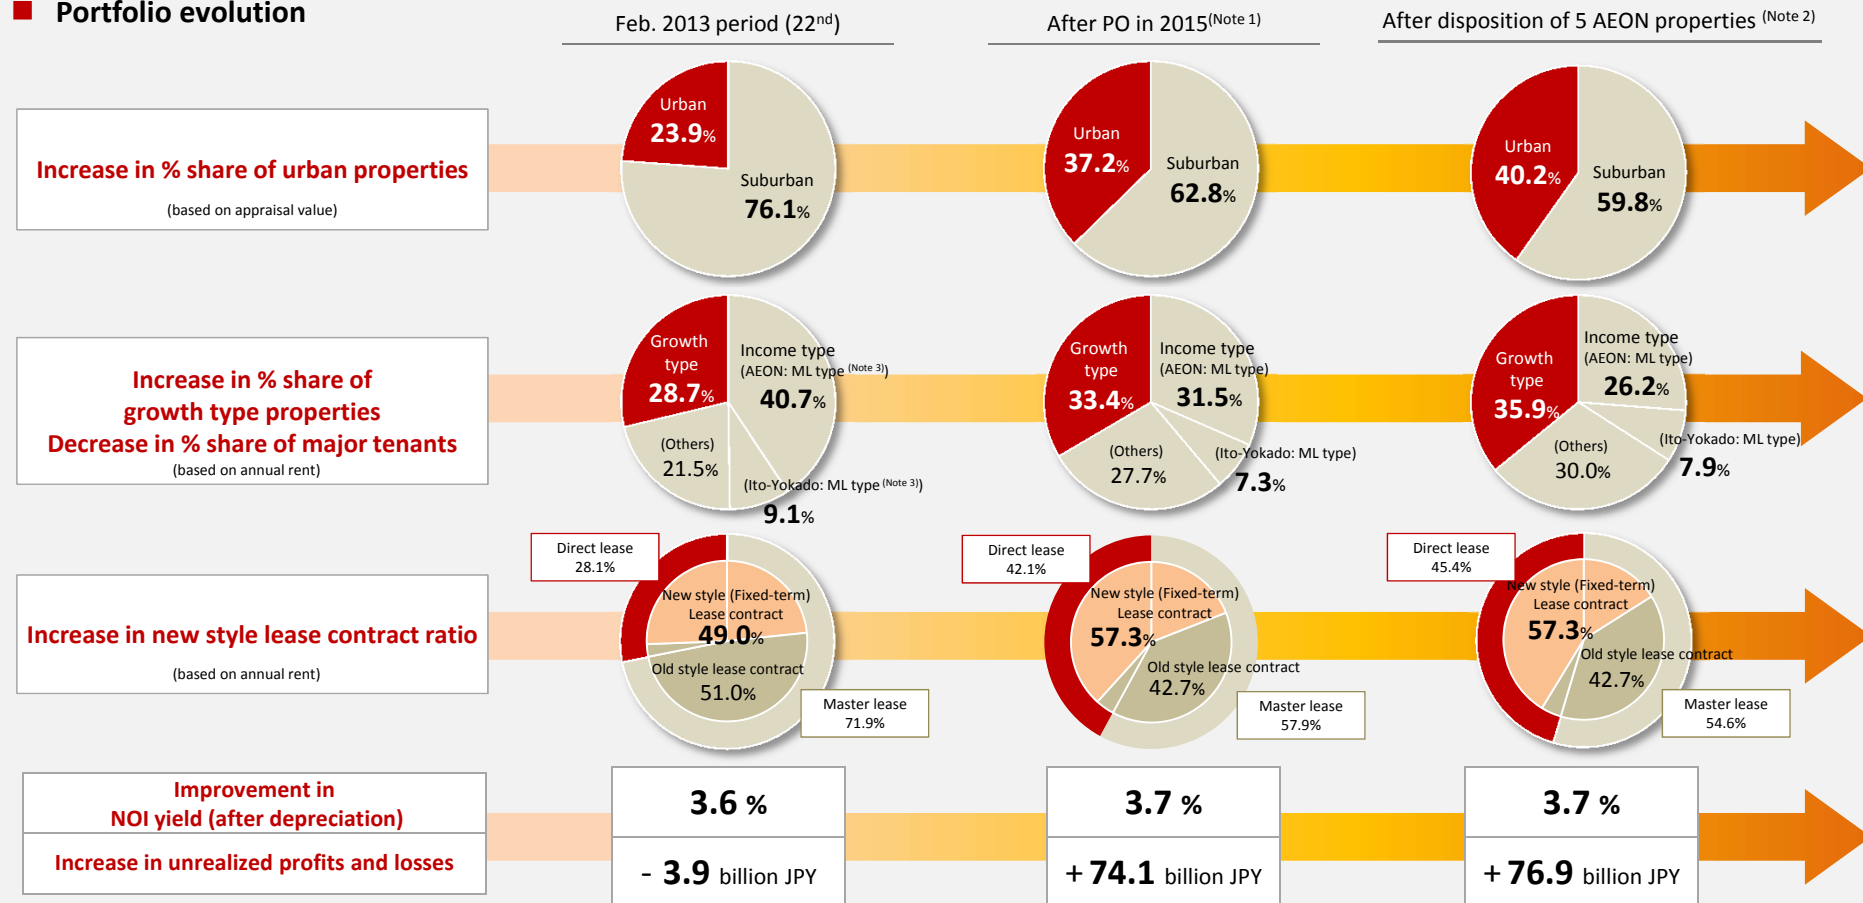 ■ Portfolio evolution
Feb. 2013 period (22nd)
After PO in 2015(Note 1)
After disposition of 5 AEON properties (Note 2)
Increase in % share of urban properties
(based on appraisal value)
Urban
23.9%
Suburban
76.1%
Urban
37.2%
Suburban
62.8%
Urban
40.2%
Suburban
59.8%
Increase in % share of
growth type properties
Decrease in % share of major tenants
(based on annual rent)
Growth
type
28.7%
Income type
(AEON: ML type (Note 3))
40.7%
(Others)
21.5%
(Ito-Yokado: ML type (Note 3))
9.1%
Growth
type
33.4%
Income type
(AEON: ML type)
31.5%
(Others)
27.7%
(Ito-Yokado: ML type)
7.3%
Growth
type
35.9%
Income type
(AEON: ML type)
26.2%
(Others)
30.0%
(Ito-Yokado: ML type)
7.9%
Increase in new style lease contract ratio
(based on annual rent)
Direct lease
28.1%
New style (Fixed-term)
Lease contract
49.0%
Old style lease contract
51.0%
Master lease
71.9%
Direct lease
42.1%
New style (Fixed-term)
Lease contract
57.3%
Old style lease contract
42.7%
Master lease
57.9%
Direct lease
45.4%
New style (Fixed-term)
Lease contract
57.3%
Old style lease contract
42.7%
Master lease
54.6%
Improvement in
NOI yield (after depreciation)
3.6 %
3.7 %
3.7 %
Increase in unrealized profits and losses
- 3.9 billion JPY
+ 74.1 billion JPY
+ 76.9 billion JPY